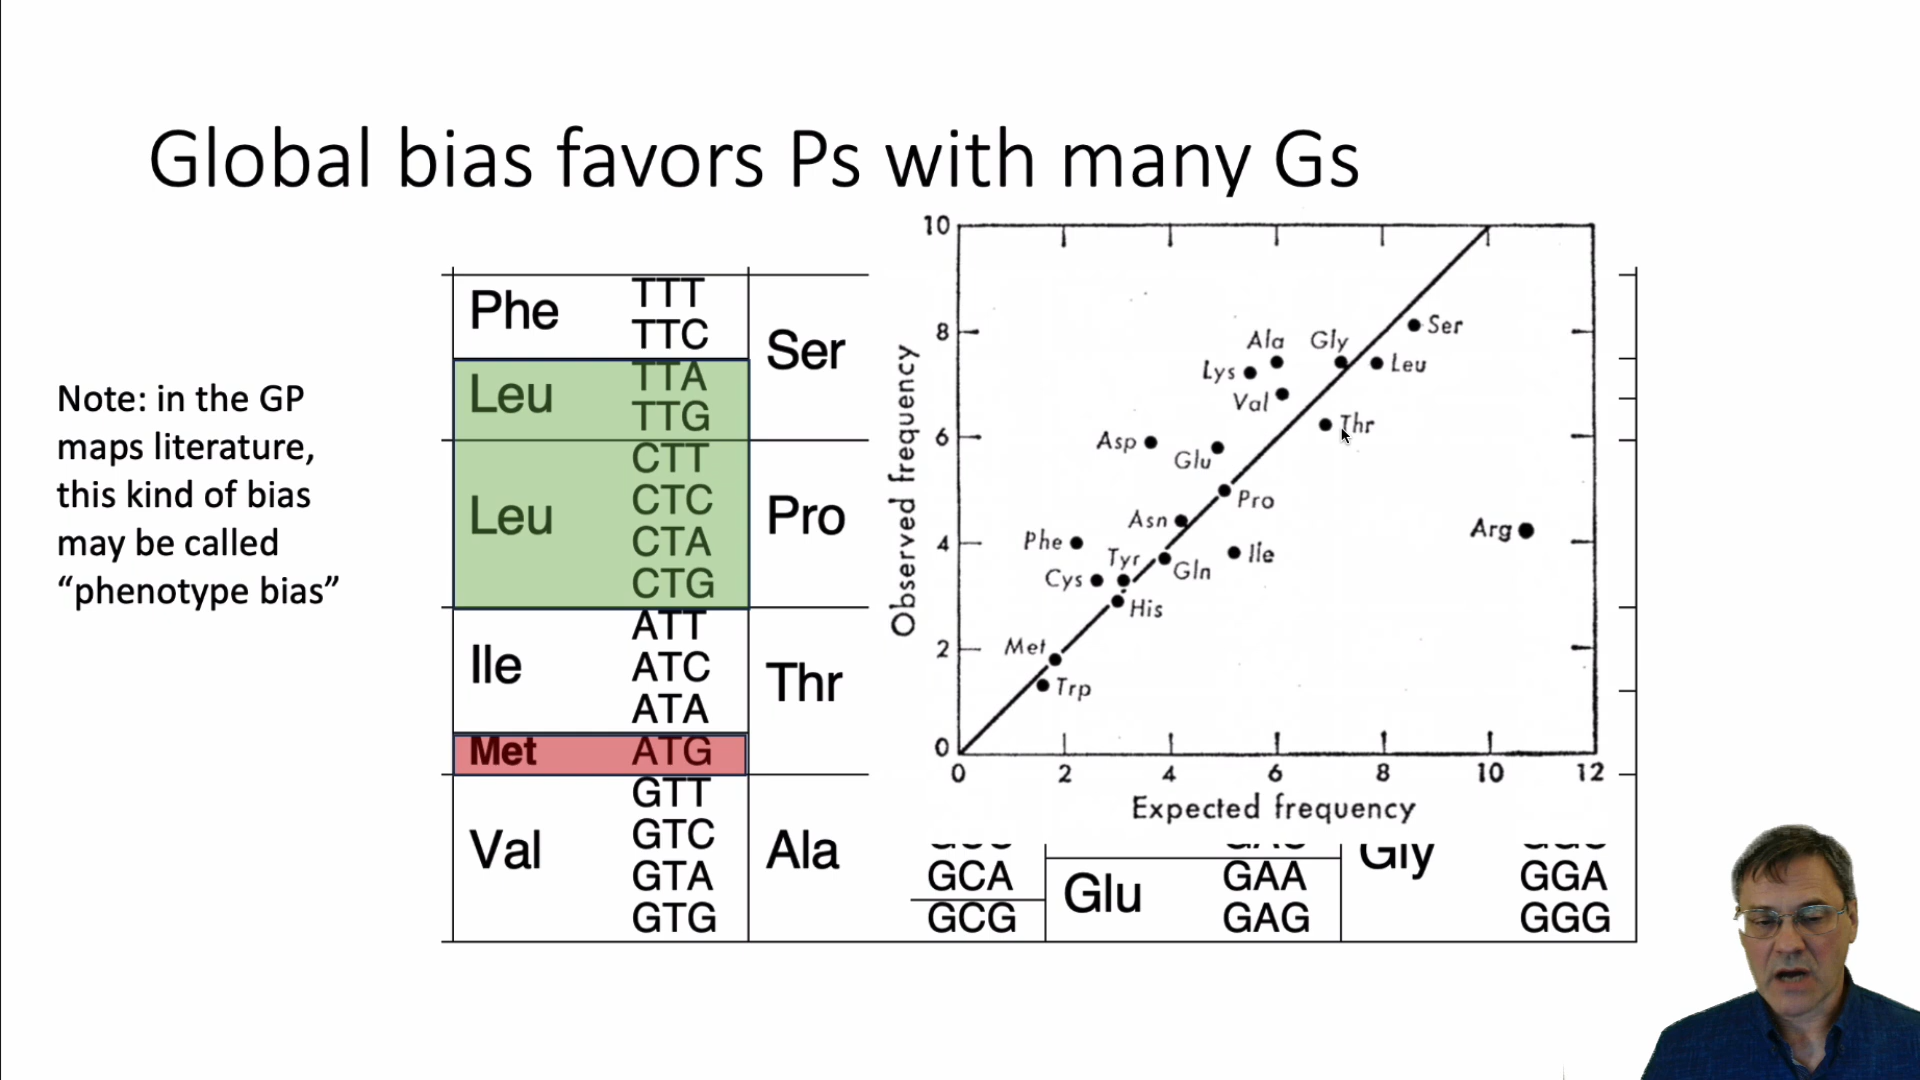 Global bias favors Ps with many Gs
Note: in the GP
maps literature,
this kind of bias
may be called
“phenotype bias”
Phe
TTT
TTC
Leu
TTA
TTG
Leu
CTT
CTC
CTA
CTG
Ile
ATT
ATC
ATA
Met
ATG
Val
GTT
GTC
GTA
GTG
Ser
Pro
Thr
Ala
GCA
GCG
Glu
GAA
GAG
Gly
GGA
GGG
Observed frequency
10
8
6
4
2
0
Ser
Ala
Gly
Lys
Leu
Val
Thr
Asp
Glu
Pro
Asn
Arg
Phe
Tyr
Ile
Cys
Gln
His
Met
Trp
0
2
4
6
8
10
12
Expected frequency